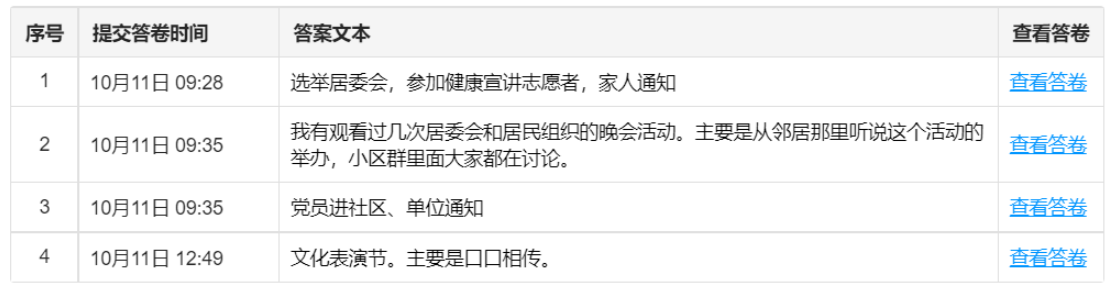 序号 提交答卷时间 答案文本 查看答卷
1 10月11日 09:28 选举居委会，参加健康宣讲志愿者，家人通知 查看答卷
2 10月11日 09:35 我有观看过几次居委会和居民组织的晚会活动。主要是从邻居那里听说这个活动的
举办，小区群里面大家都在讨论。 查看答卷
3 10月11日 09:35 党员进社区、单位通知 查看答卷
4 10月11日 12:49 文化表演节。主要是口口相传。 查看答卷